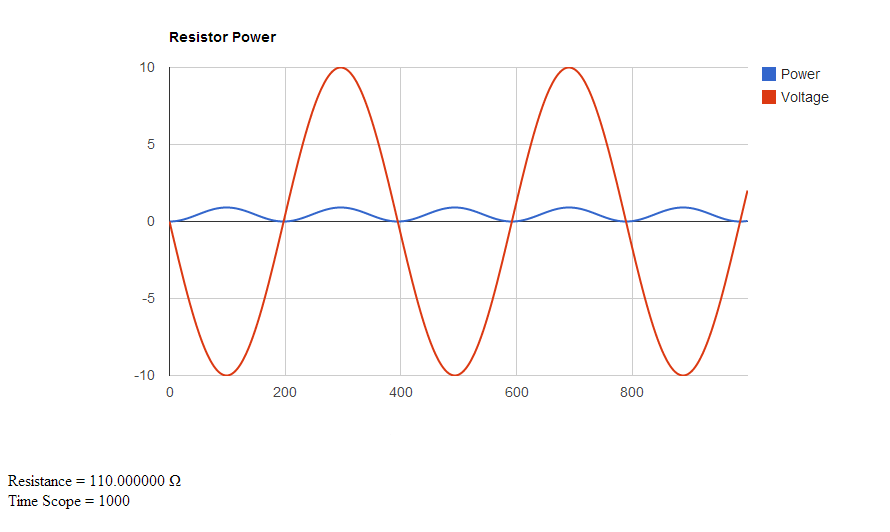 Resistor Power
10
5
0
-5
-10
0 200 400 600 800
Power
Voltage
Resistance = 110.000000 Ω
Time Scope = 1000